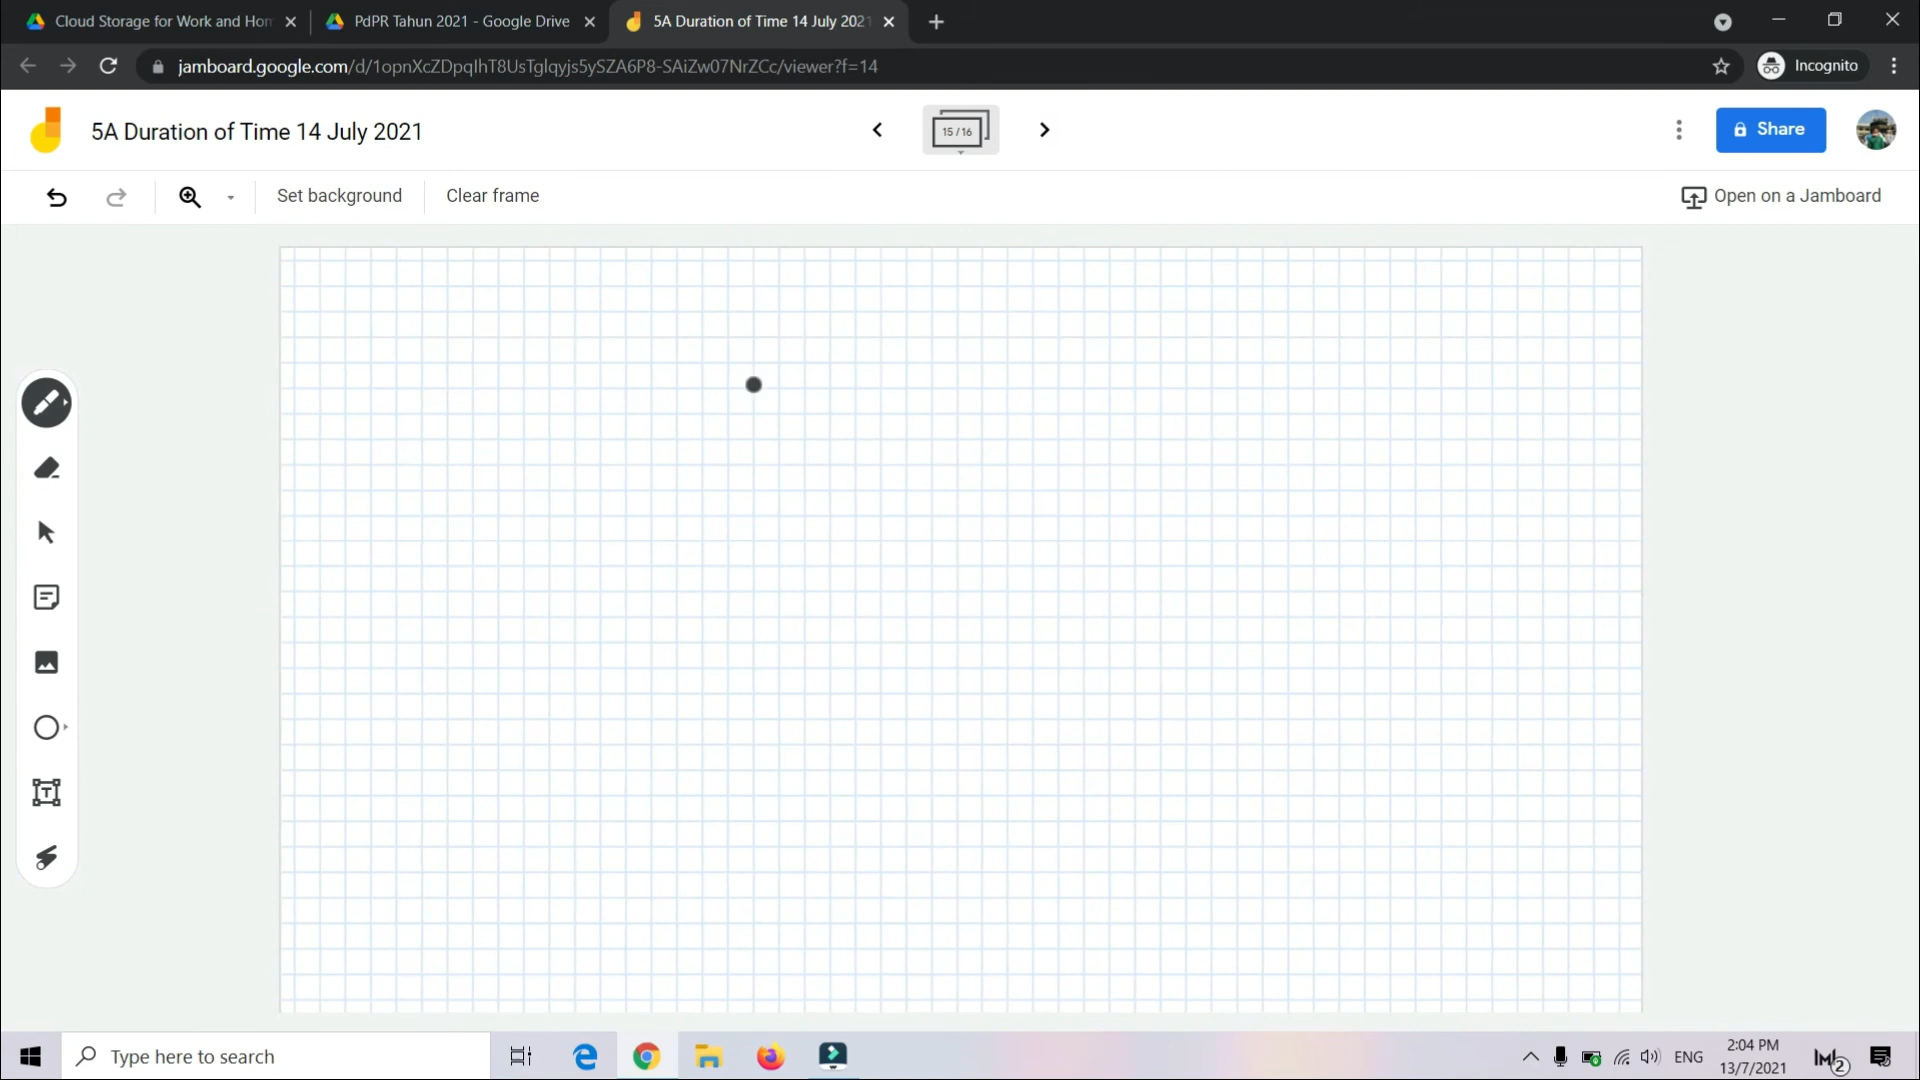 Cloud Storage for Work and Hom
PdPR Tahun 2021 - Google Drive
5A Duration of Time 14 July 2021
jamboard.google.com/d/1opnXcZDpqlhT8UsTglqyjs5ySZA6P8-SAiZw07NrZCc/viewer?f=14
Incognito
5A Duration of Time 14 July 2021
15 / 16
Share
Set background
Clear frame
Open on a Jamboard
Type here to search
ENG
2:04 PM
13/7/2021
2